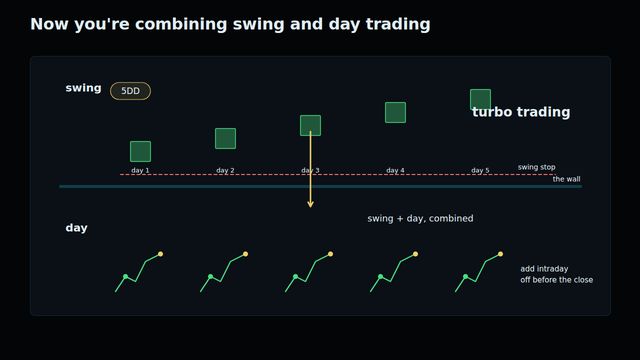 Now you're combining swing and day trading
swing
5DD
turbo trading
day 1
day 2
day 3
day 4
day 5
swing stop
the wall
swing + day, combined
day
add intraday
off before the close